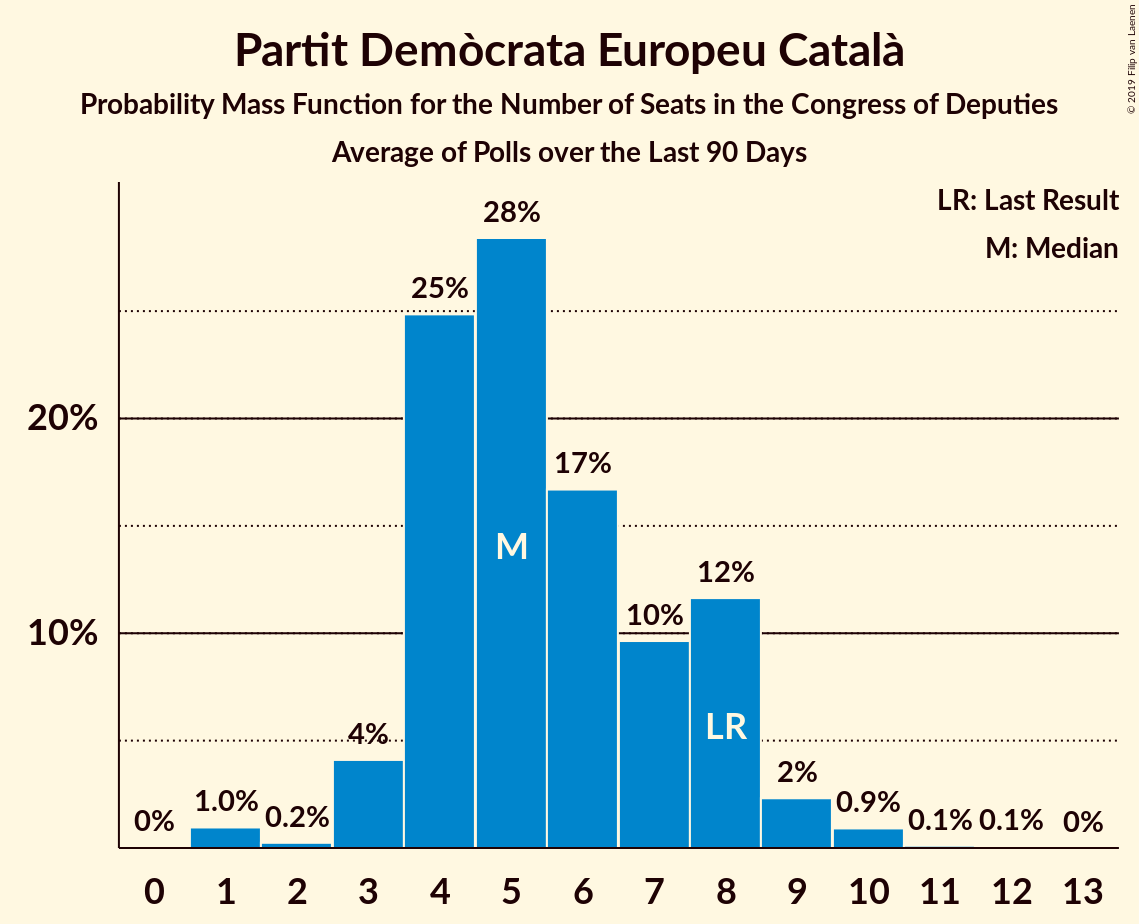 Partit Demòcrata Europeu Català
Probability Mass Function for the Number of Seats in the Congress of Deputies
Average of Polls over the Last 90 Days
© 2019 Filip van Laenen
LR: Last Result
M: Median
28%
25%
20%
17%
M
12%
10%
10%
LR
4%
2%
0%
1.0%
0.2%
0.9%
0.1%
0.1%
0%
0 1 2 3 4 5 6 7 8 9 10 11 12 13